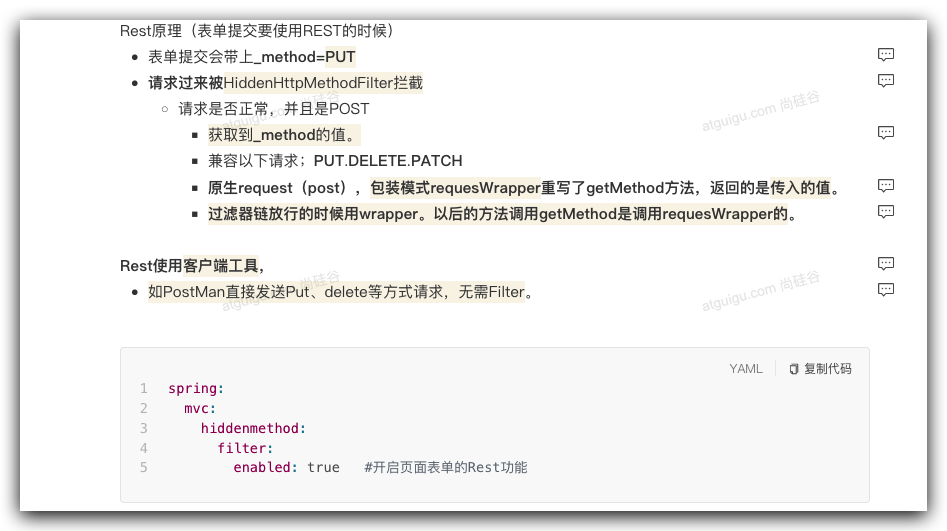 Rest原理（表单提交要使用REST的时候）
表单提交会带上_method=PUT
请求过来被HiddenHttpMethodFilter拦截
请求是否正常，并且是POST
获取到_method的值。
兼容以下请求；PUT.DELETE.PATCH
原生request（post），包装模式requesWrapper重写了getMethod方法，返回的是传入的值。
过滤器链放行的时候用wrapper。以后的方法调用getMethod是调用requesWrapper的。
Rest使用客户端工具，
如PostMan直接发送Put、delete等方式请求，无需Filter。
atguigu.com 尚硅谷
atguigu.com 尚硅谷
atguigu.com 尚硅谷
atguigu.com 尚硅谷
YAML 复制代码
1 spring:
2 mvc:
3 hiddenmethod:
4 filter:
5 enabled: true #开启页面表单的Rest功能